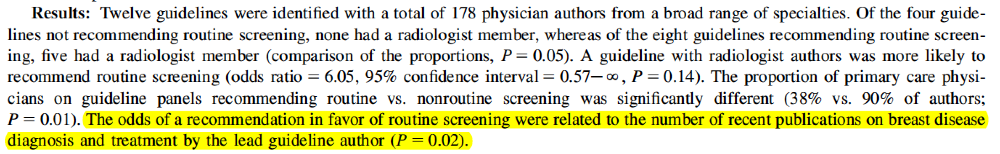 Results: Twelve guidelines were identified with a total of 178 physician authors from a broad range of specialties. Of the four guide-
lines not recommending routine screening, none had a radiologist member, whereas of the eight guidelines recommending routine screen-
ing, five had a radiologist member (comparison of the proportions, P = 0.05). A guideline with radiologist authors was more likely to
recommend routine screening (odds ratio = 6.05, 95% confidence interval = 0.57–∞, P = 0.14). The proportion of primary care physi-
cians on guideline panels recommending routine vs. nonroutine screening was significantly different (38% vs. 90% of authors;
P = 0.01). The odds of a recommendation in favor of routine screening were related to the number of recent publications on breast disease
diagnosis and treatment by the lead guideline author (P = 0.02).